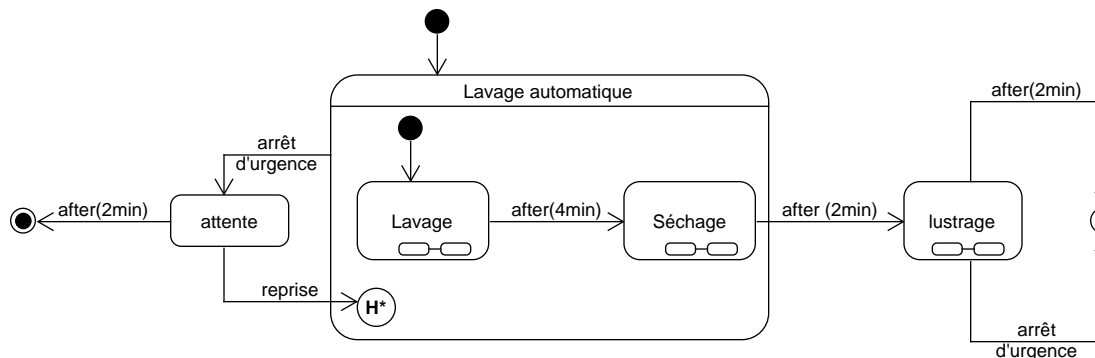 Lavage automatique
after(2min)
arrêt
d'urgence
after(2min)
attente
Lavage
after(4min)
Séchage
after (2min)
lustrage
reprise
H*
arrêt
d'urgence